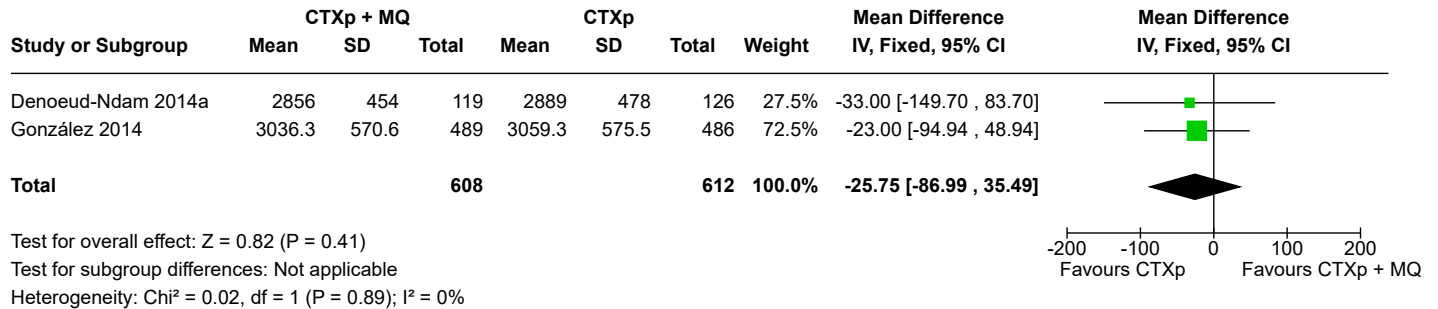 CTXp + MQ CTXp Mean Difference Mean Difference
Study or Subgroup Mean SD Total Mean SD Total Weight IV, Fixed, 95% CI IV, Fixed, 95% CI
Denoeud-Ndam 2014a 2856 454 119 2889 478 126 27.5% -33.00 [-149.70 , 83.70]
González 2014 3036.3 570.6 489 3059.3 575.5 486 72.5% -23.00 [-94.94 , 48.94]
Total 608 612 100.0% -25.75 [-86.99 , 35.49]
Test for overall effect: Z = 0.82 (P = 0.41)
-200 -100 0 100 200
Test for subgroup differences: Not applicable
Favours CTXp Favours CTXp + MQ
Heterogeneity: Chi² = 0.02, df = 1 (P = 0.89); I² = 0%